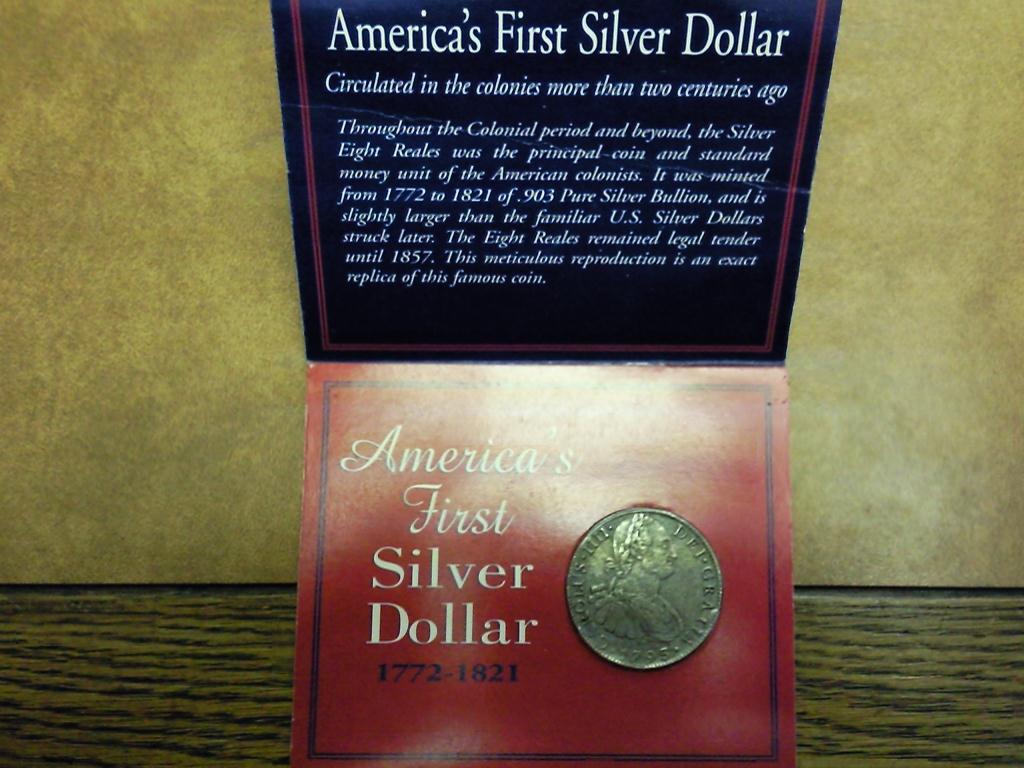 America's First Silver Dollar
Circulated in the colonies more than two centuries ago
Throughout the Colonial period and beyond, the Silver
Eight Reales was the principal coin and standard
money unit of the American colonists. It was minted
from 1772 to 1821 of .903 Pure Silver Bullion, and is
slightly larger than the familiar U.S. Silver Dollars
struck later. The Eight Reales remained legal tender
until 1857. This meticulous reproduction is an exact
replica of this famous coin.
America's
First
Silver
Dollar
1772-1821
DEI·GRATIA